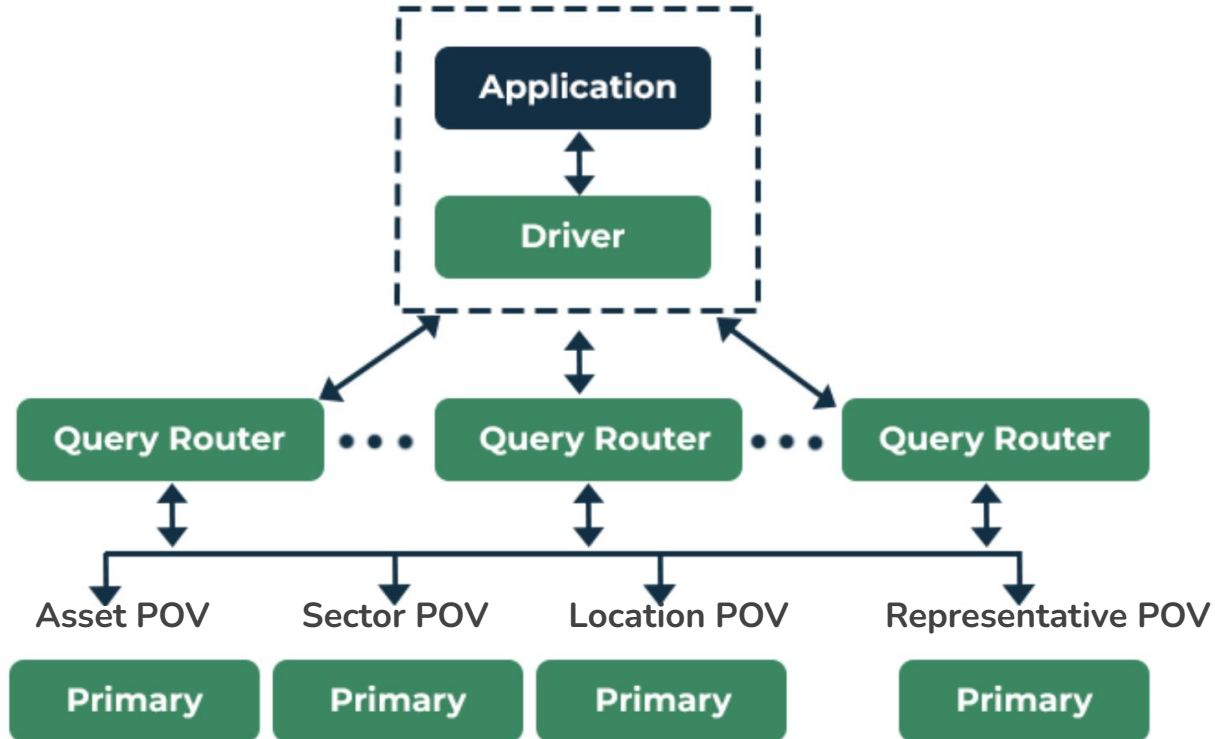 Application
Driver
Query Router
Query Router
Query Router
Asset POV
Sector POV
Location POV
Representative POV
Primary
Primary
Primary
Primary